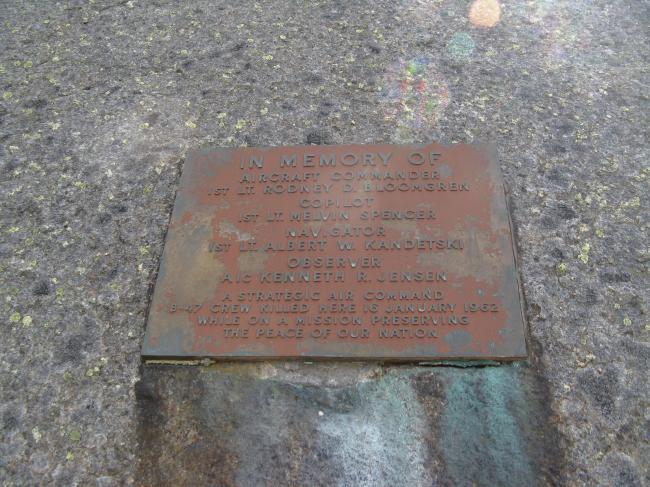 IN MEMORY OF
AIRCRAFT COMMANDER
1ST LT. RODNEY D. BLOOMGREN
COPILOT
1ST LT. MELVIN SPENCER
NAVIGATOR
1ST LT. ALBERT W. KANDETSKI
OBSERVER
A1C KENNETH R. JENSEN
A STRATEGIC AIR COMMAND
B-47 CREW KILLED HERE 16 JANUARY 1962
WHILE ON A MISSION PRESERVING
THE PEACE OF OUR NATION